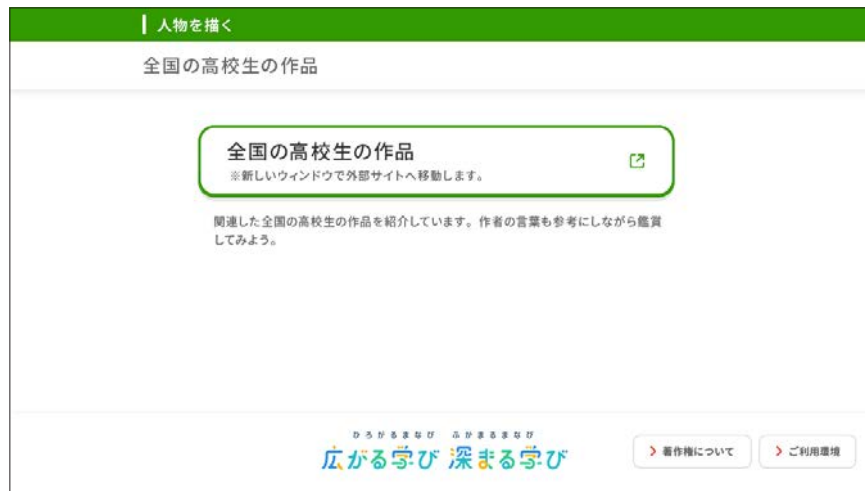 人物を描く
全国の高校生の作品
全国の高校生の作品
※新しいウィンドウで外部サイトへ移動します。
関連した全国の高校生の作品を紹介しています。作者の言葉も参考にしながら鑑賞
してみよう。
ひろがるまなび ふかまるまなび
広がる学び 深まる学び
著作権について
ご利用環境